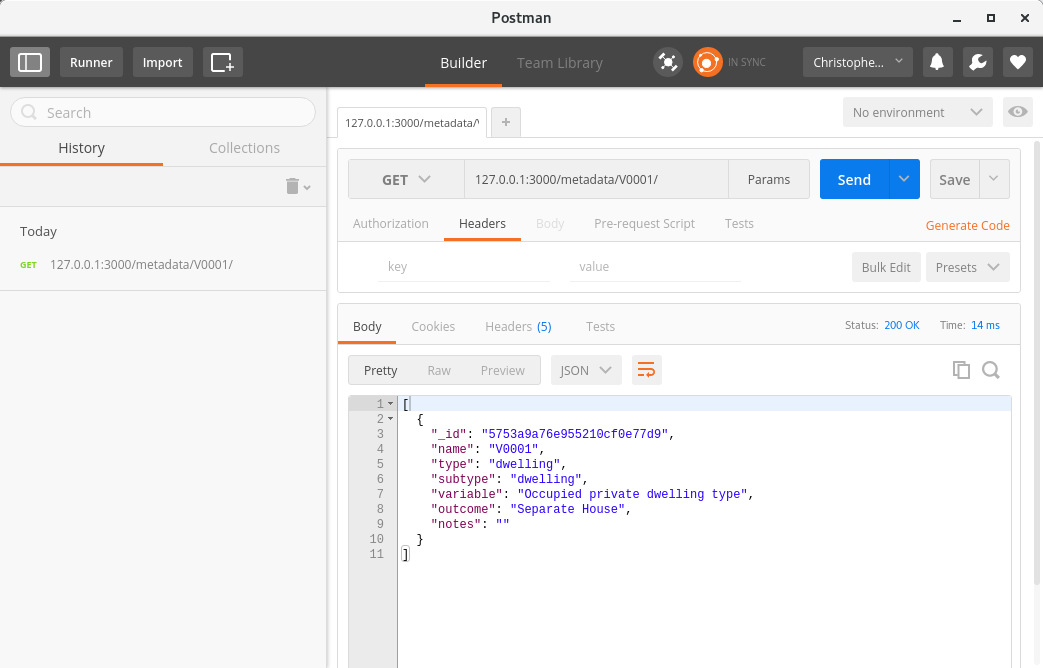 Postman
Runner
Import
Builder
Team Library
IN SYNC
Christophe...
Search
History
Collections
Today
GET 127.0.0.1:3000/metadata/V0001/
127.0.0.1:3000/metadata/
+
No environment
GET 127.0.0.1:3000/metadata/V0001/ Params Send Save
Authorization Headers Body Pre-request Script Tests Generate Code
key value Bulk Edit Presets
Body Cookies Headers (5) Tests Status: 200 OK Time: 14 ms
Pretty Raw Preview JSON
1 [
2 {
3 "_id": "5753a9a76e955210cf0e77d9",
4 "name": "V0001",
5 "type": "dwelling",
6 "subtype": "dwelling",
7 "variable": "Occupied private dwelling type",
8 "outcome": "Separate House",
9 "notes": ""
10 }
11 ]